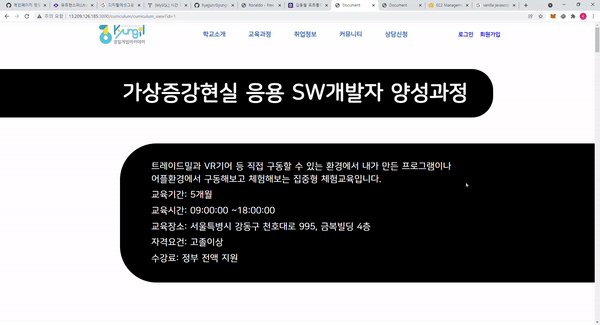 Document
Document
주의 요함
13.209.126.185:3000/curriculum/curriculum_view?id=1
Kyungil
경일게임아카데미
학교소개 교육과정 취업정보 커뮤니티 상담신청 로그인 회원가입
가상증강현실 응용 SW개발자 양성과정
트레이드밀과 VR기어 등 직접 구동할 수 있는 환경에서 내가 만든 프로그램이나
어플환경에서 구동해보고 체험해보는 집중형 체험교육입니다.
교육기간: 5개월
교육시간: 09:00:00 ~18:00:00
교육장소: 서울특병시 강동구 천호대로 995, 금복빌딩 4층
자격요건: 고졸이상
수강료: 정부 전액 지원